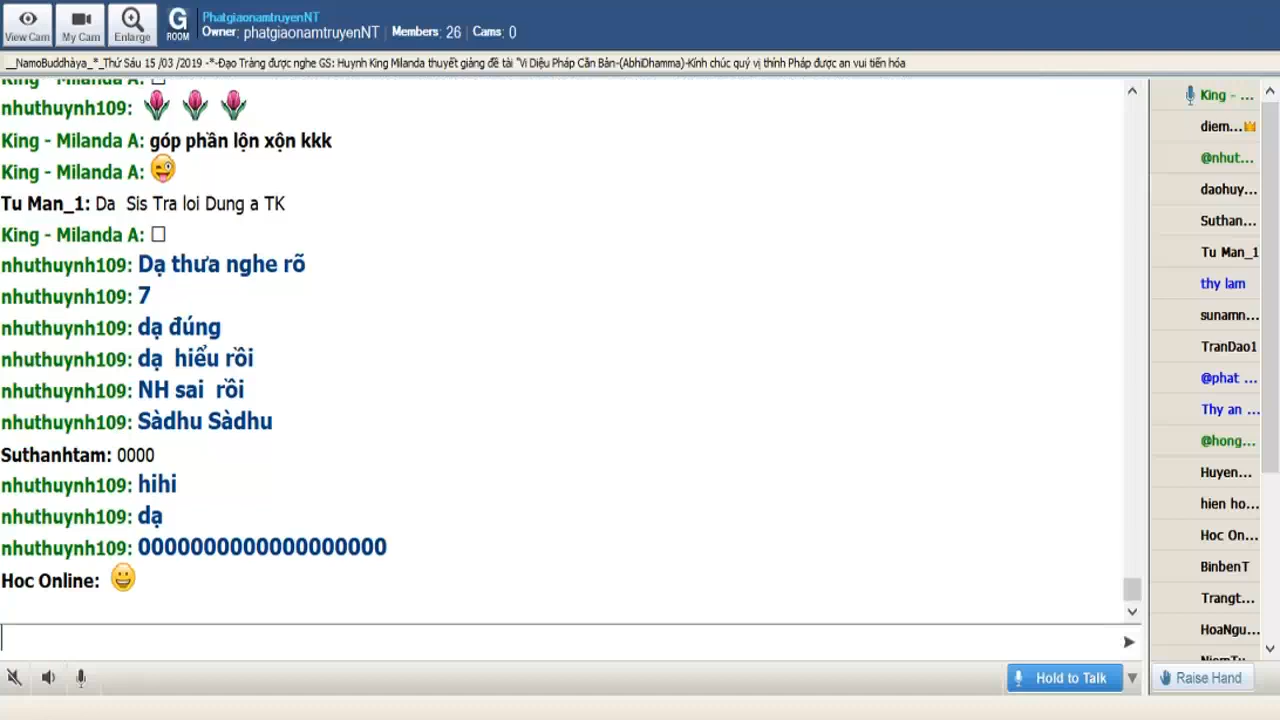 View Cam
My Cam
Enlarge
G
ROOM
PhatgiaonamtruyenNT
Owner: phatgiaonamtruyenNT Members: 26 Cams: 0
__NamoBuddhàya_*_Thứ Sáu 15 /03 /2019 -*-Đạo Tràng được nghe GS: Huynh King Milanda thuyết giảng đề tài "Vi Diệu Pháp Căn Bản-(AbhiDhamma)-Kính chúc quý vị thính Pháp được an vui tiến hóa
King - Milanda A:
nhuthuynh109:
King - Milanda A: góp phần lộn xộn kkk
King - Milanda A:
Tu Man_1: Da Sis Tra loi Dung a TK
King - Milanda A:
nhuthuynh109: Dạ thưa nghe rõ
nhuthuynh109: 7
nhuthuynh109: dạ đúng
nhuthuynh109: dạ hiểu rồi
nhuthuynh109: NH sai rồi
nhuthuynh109: Sàdhu Sàdhu
Suthanhtam: 0000
nhuthuynh109: hihi
nhuthuynh109: dạ
nhuthuynh109: 0000000000000000000
Hoc Online:
King - ...
diem...
@nhut...
daohuy...
Suthan...
Tu Man_1
thy lam
sunamn...
TranDao1
@phat ...
Thy an ...
@hong...
Huyen...
hien ho...
Hoc On...
BinbenT
Trangt...
HoaNgu...
NiemTu
Hold to Talk
Raise Hand